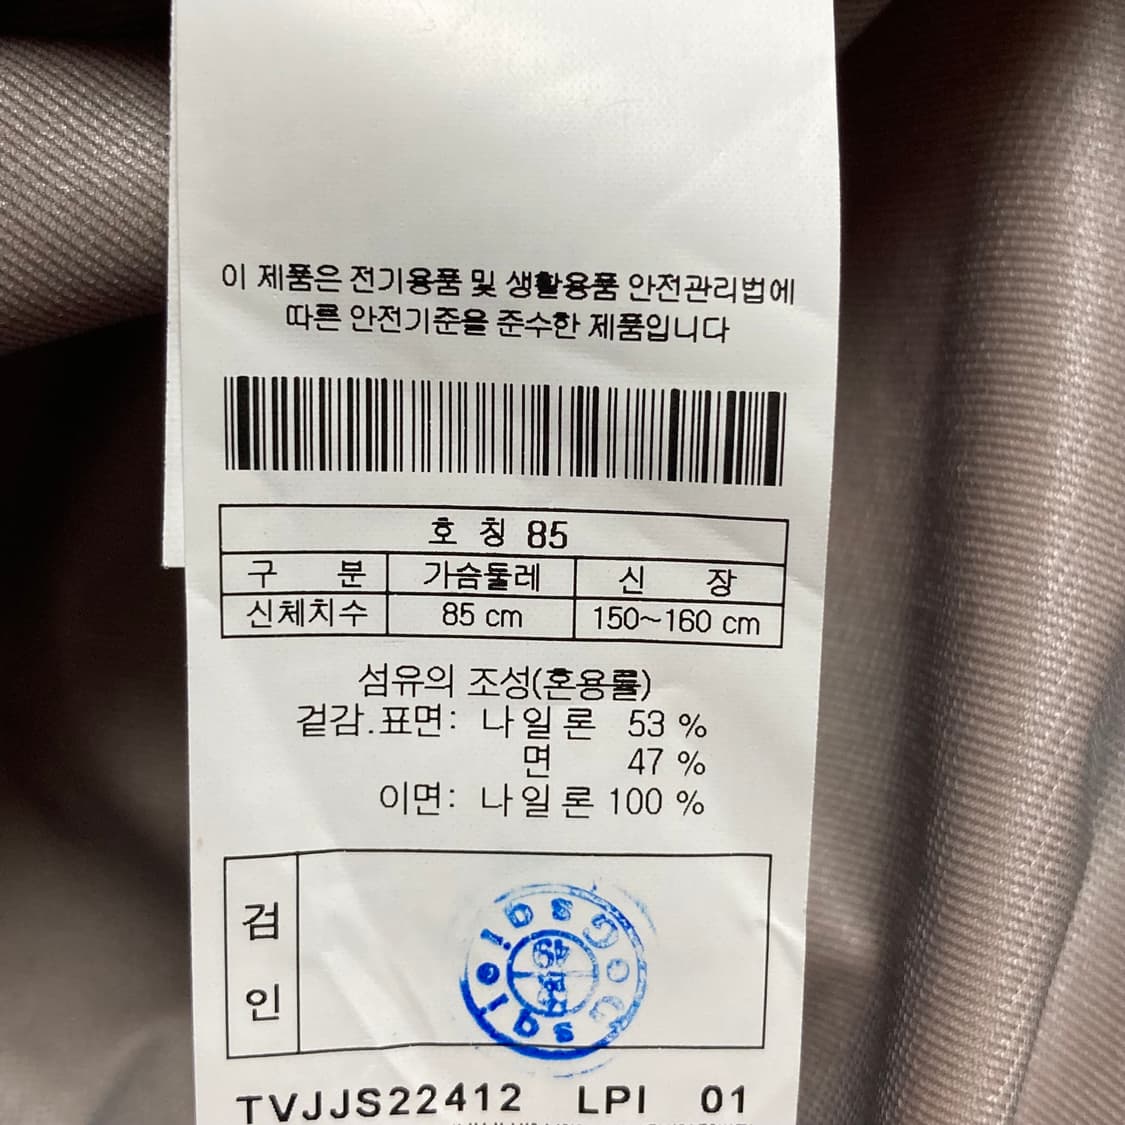 이 제품은 전기용품 및 생활용품 안전관리법에
따른 안전기준을 준수한 제품입니다
호 칭 85
구 분 가슴둘레 신 장
신체치수 85 cm 150~160 cm
섬유의 조성(혼용률)
겉감.표면: 나일론 53 %
면 47 %
이면: 나일론 100 %
검
인
TVJJS22412 LPI 01